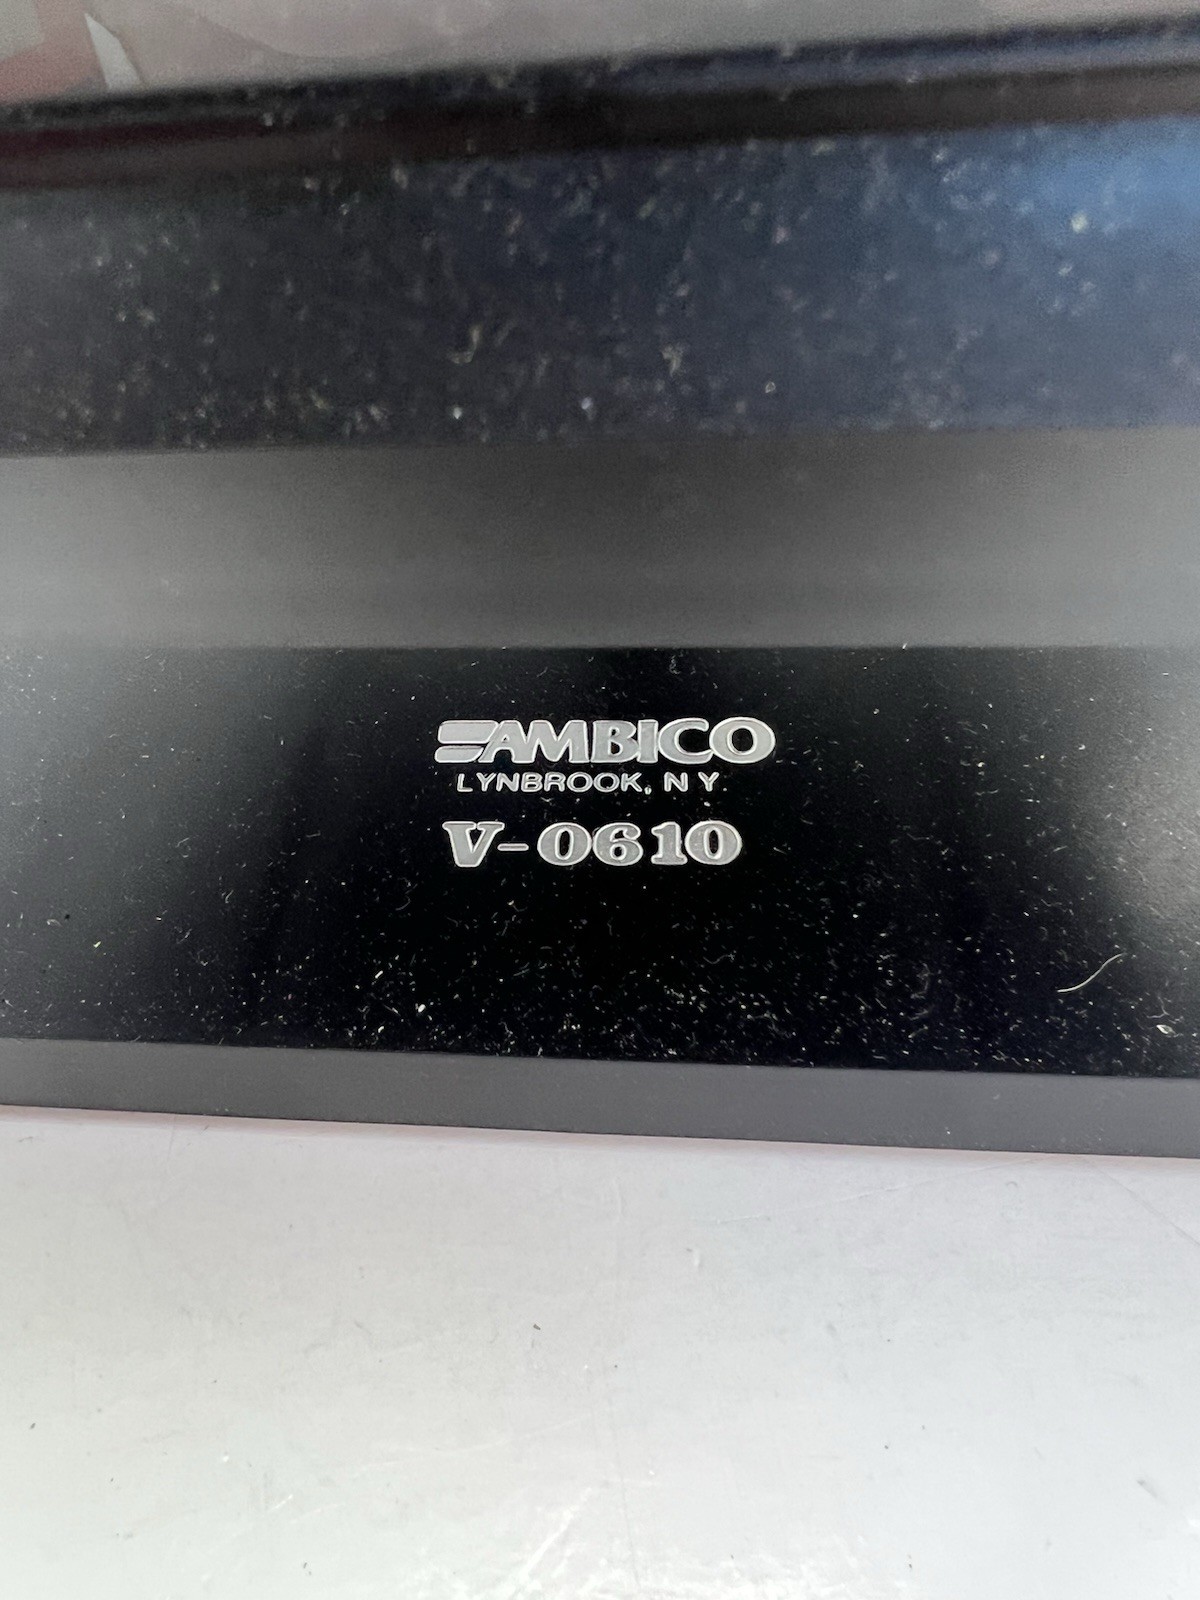 AMBICO
LYNBROOK, N Y
V-0610